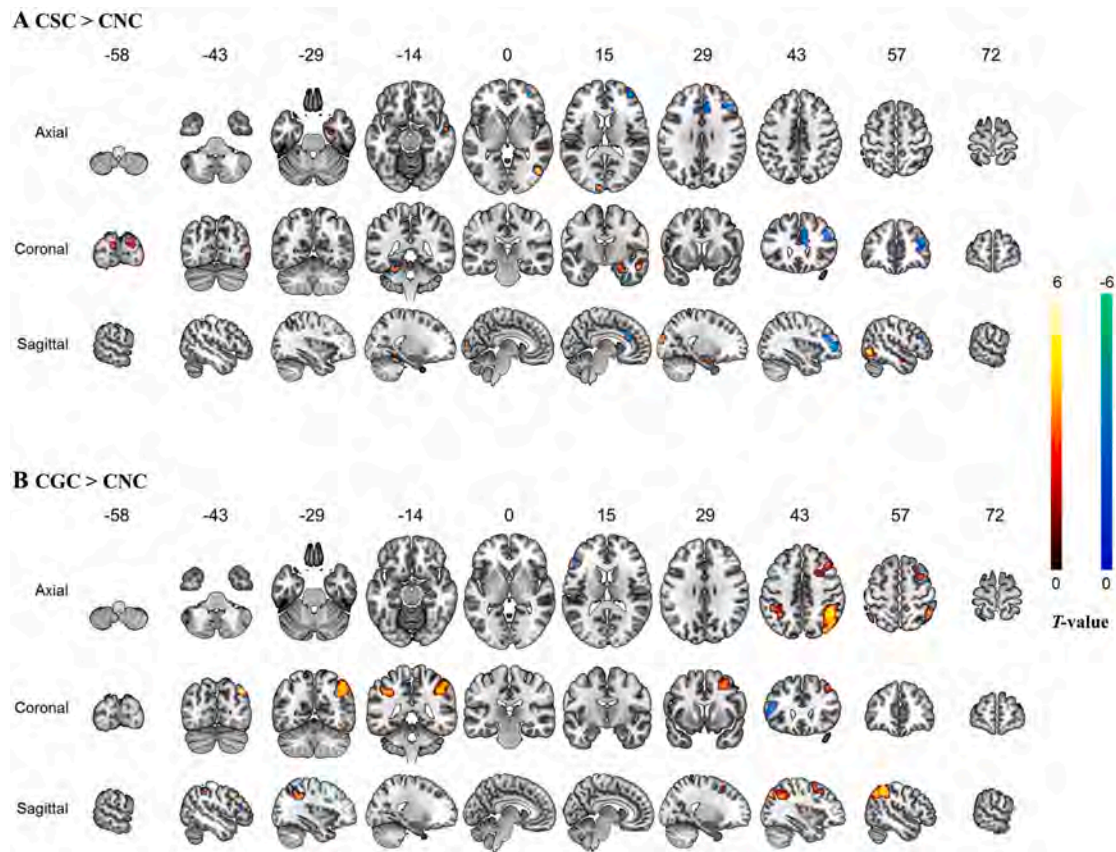 A CSC > CNC
-58 -43 -29 -14 0 15 29 43 57 72
Axial
Coronal
Sagittal
6 -6
0 0
T-value
B CGC > CNC
-58 -43 -29 -14 0 15 29 43 57 72
Axial
Coronal
Sagittal